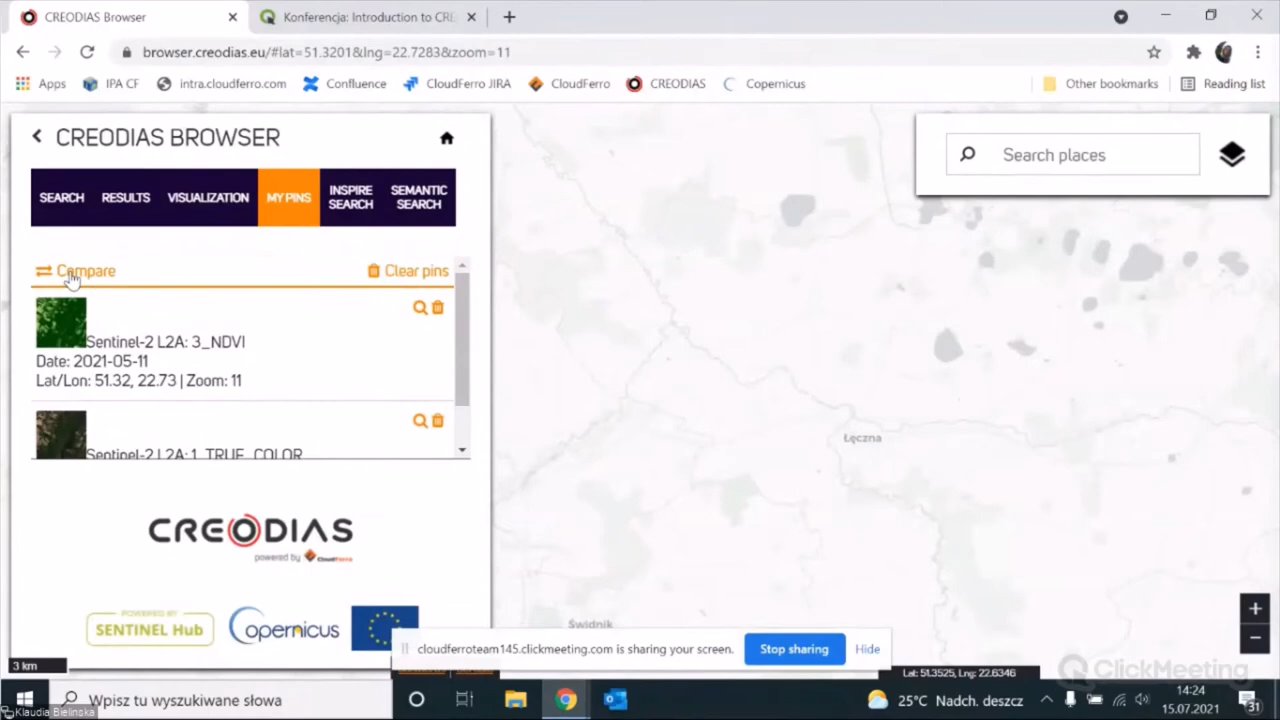 CREODIAS Browser
Konferencja: Introduction to CRE
browser.creodias.eu/#lat=51.3201&lng=22.7283&zoom=11
Apps IPA CF intra.cloudferro.com Confluence CloudFerro JIRA CloudFerro CREODIAS Copernicus Other bookmarks Reading list
CREODIAS BROWSER
Search places
SEARCH RESULTS VISUALIZATION MY PINS INSPIRE SEARCH SEMANTIC SEARCH
Compare Clear pins
Sentinel-2 L2A: 3_NDVI
Date: 2021-05-11
Lat/Lon: 51.32, 22.73 | Zoom: 11
Sentinel-2 L2A: 1_TRUE_COLOR
Łęczna
CREODIAS
powered by CloudFerro
POWERED BY
SENTINEL Hub
opernicus
Świdnik
cloudferroteam145.clickmeeting.com is sharing your screen. Stop sharing Hide
3 km
Lat: 51.3525, Lng: 22.6346
ClickMeeting
Wpisz tu wyszukiwane słowa
25°C Nadch. deszcz
14:24
15.07.2021
31
Klaudia Bielinska